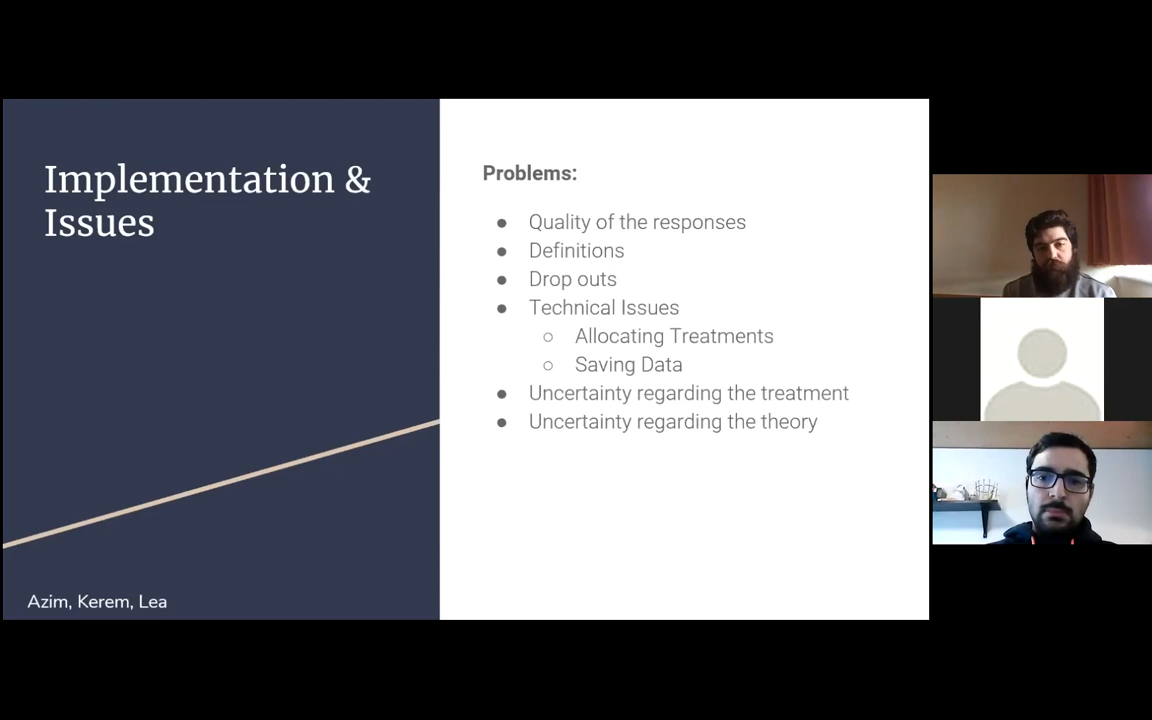 Implementation &
Issues
Azim, Kerem, Lea
Problems:
● Quality of the responses
● Definitions
● Drop outs
● Technical Issues
○ Allocating Treatments
○ Saving Data
● Uncertainty regarding the treatment
● Uncertainty regarding the theory